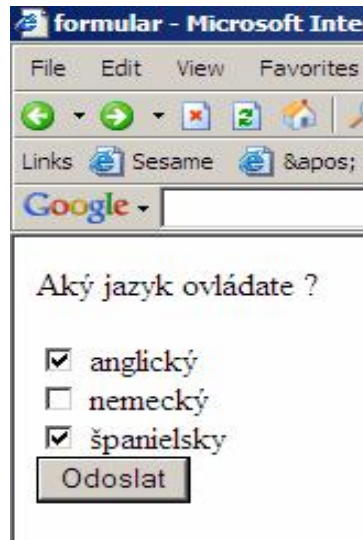 formular - Microsoft Inte
File Edit View Favorites
Links Sesame &apos;
Google
Aký jazyk ovládate ?
anglický
nemecký
španielsky
Odoslat